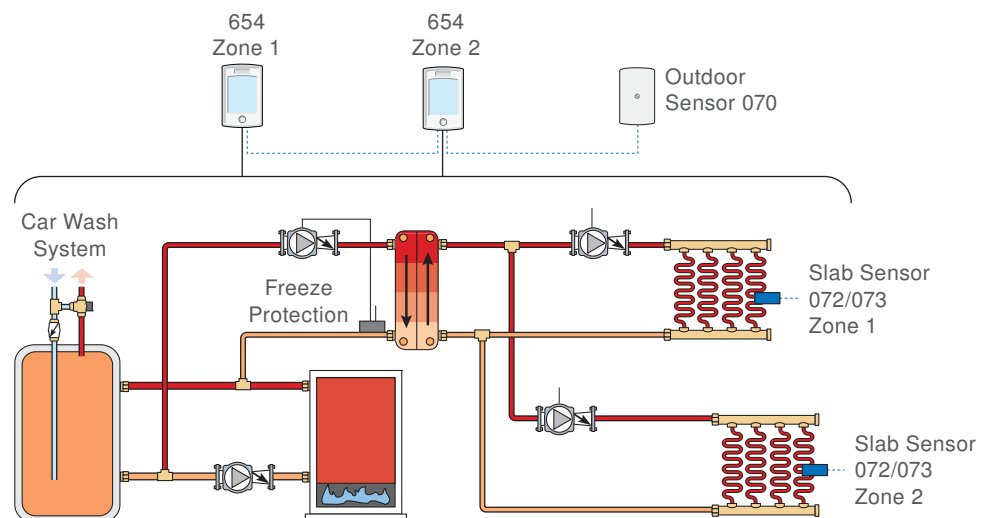 654
Zone 1
654
Zone 2
Outdoor
Sensor 070
Car Wash
System
Freeze
Protection
Slab Sensor
072/073
Zone 1
Slab Sensor
072/073
Zone 2